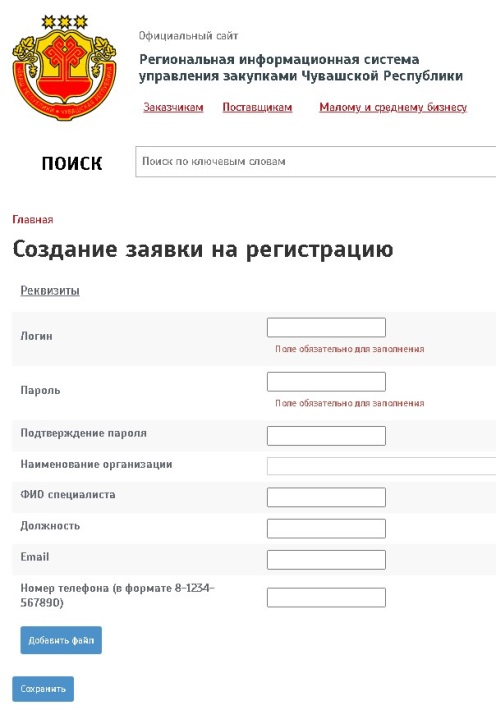 Официальный сайт
Региональная информационная система
управления закупками Чувашской Республики
Заказчикам Поставщикам Малому и среднему бизнесу
ПОИСК Поиск по ключевым словам
Главная
Создание заявки на регистрацию
Реквизиты
Логин
Поле обязательно для заполнения
Пароль
Поле обязательно для заполнения
Подтверждение пароля
Наименование организации
ФИО специалиста
Должность
Email
Номер телефона (в формате 8-1234-
567890)
Добавить файл
Сохранить